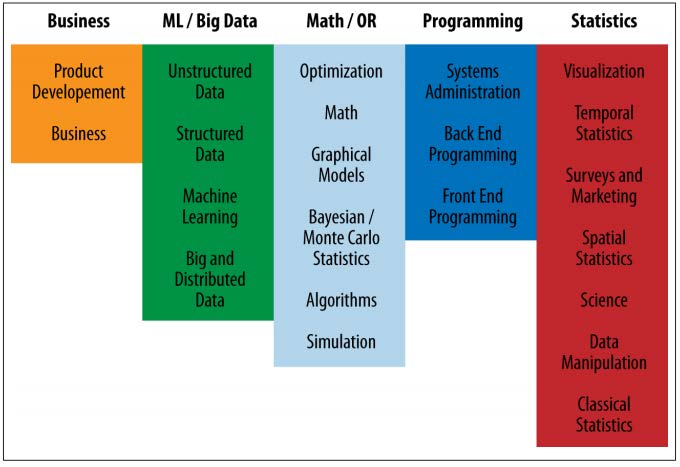 Business
Product
Developement
Business
ML / Big Data
Unstructured
Data
Structured
Data
Machine
Learning
Big and
Distributed
Data
Math / OR
Optimization
Math
Graphical
Models
Bayesian /
Monte Carlo
Statistics
Algorithms
Simulation
Programming
Systems
Administration
Back End
Programming
Front End
Programming
Statistics
Visualization
Temporal
Statistics
Surveys and
Marketing
Spatial
Statistics
Science
Data
Manipulation
Classical
Statistics